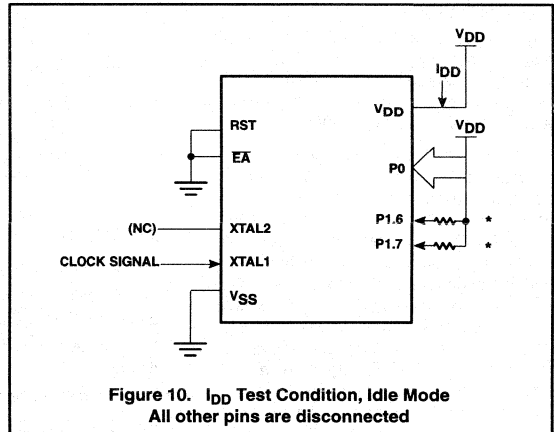 VDD
IDD
VDD
VDD
RST
EA
P0
P1.6 *
(NC) XTAL2
P1.7 *
CLOCK SIGNAL XTAL1
VSS
Figure 10. IDD Test Condition, Idle Mode
All other pins are disconnected